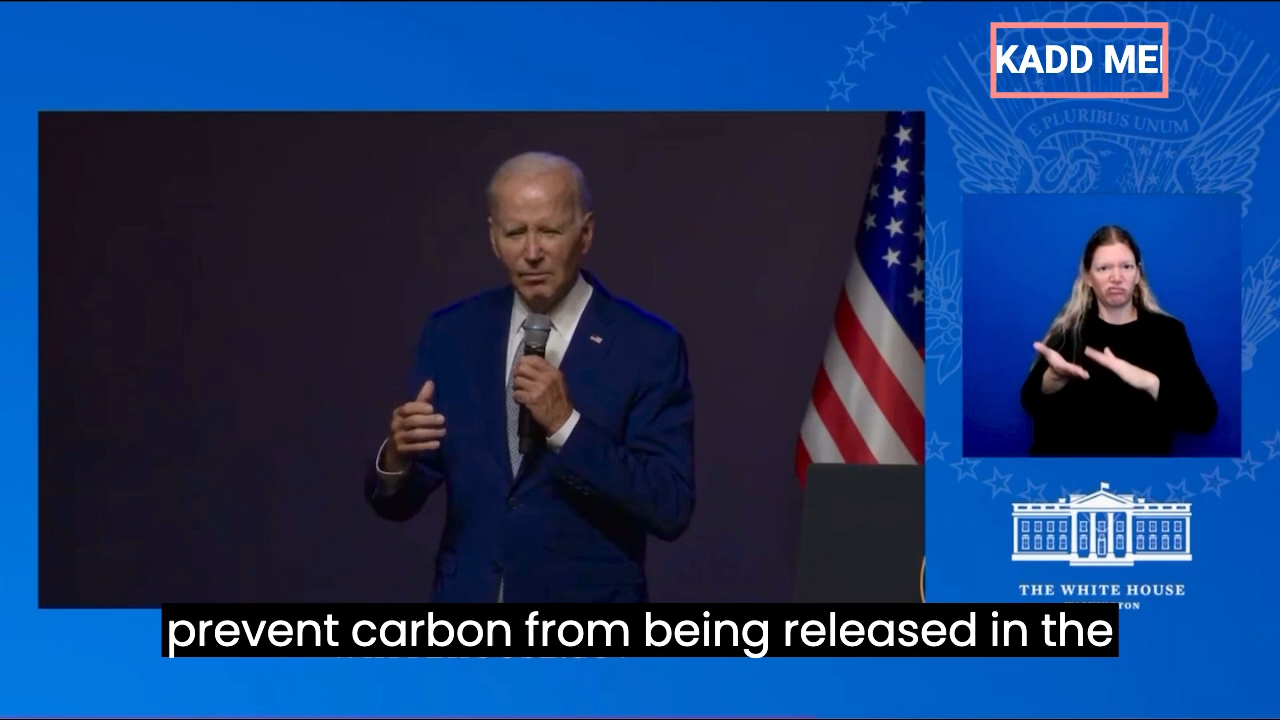 KADD ME
E PLURIBUS UNUM
THE WHITE HOUSE
prevent carbon from being released in the